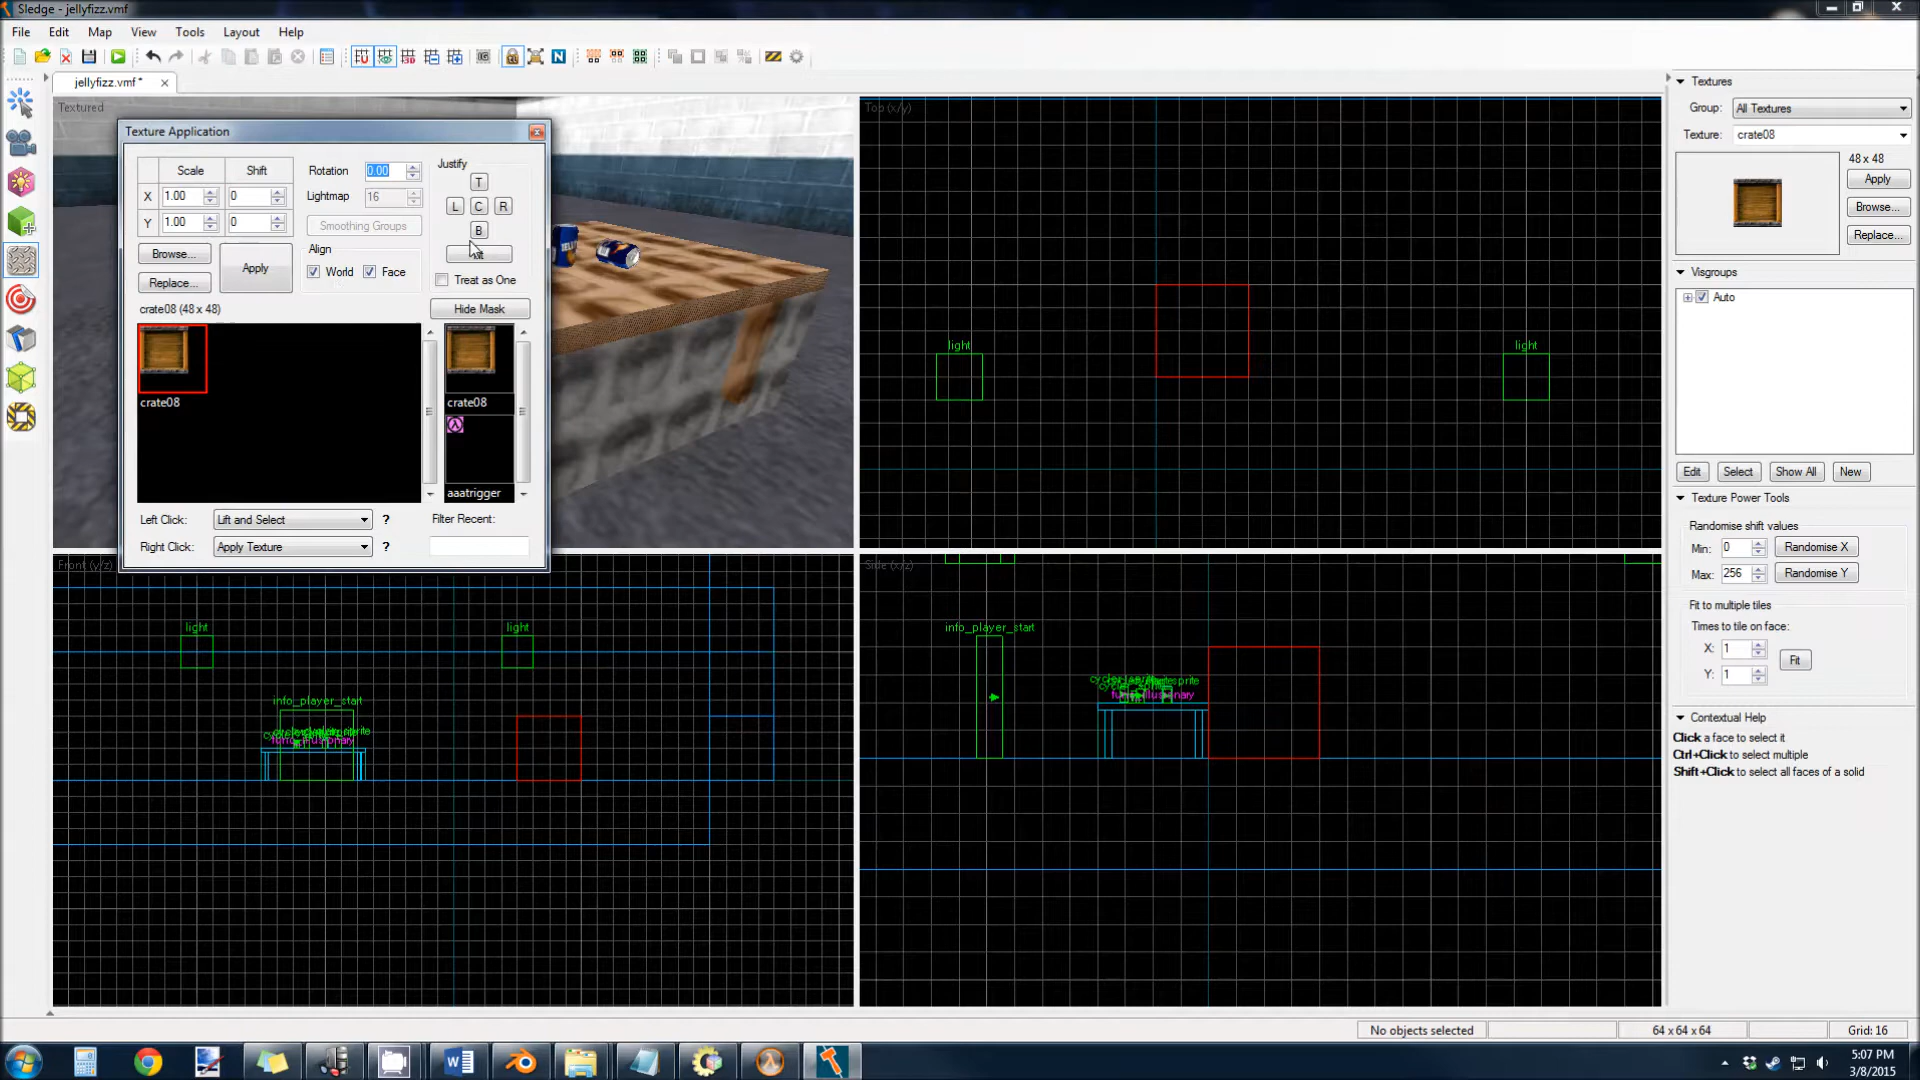 Sledge - jellyfizz.vmf
File Edit Map View Tools Layout Help
jellyfizz.vmf *
Textured
Texture Application
Scale Shift
X 1.00 0
Y 1.00 0
Rotation 0.00
Lightmap 16
Smoothing Groups
Justify
T
L C R
B
Browse... Apply
Replace...
Align
World Face
Treat as One
crate08 (48 x 48)
Hide Mask
crate08
crate08
aaatrigger
Left Click: Lift and Select ?
Filter Recent:
Right Click: Apply Texture ?
Top (x/y)
light
light
Front (y/z)
light
light
info_player_start
Side (x/z)
info_player_start
Textures
Group: All Textures
Texture: crate08
48 x 48
Apply
Browse...
Replace...
Visgroups
Auto
Edit Select Show All New
Texture Power Tools
Randomise shift values
Min: 0 Randomise X
Max: 256 Randomise Y
Fit to multiple tiles
Times to tile on face:
X: 1
Fit
Y: 1
Contextual Help
Click a face to select it
Ctrl+Click to select multiple
Shift+Click to select all faces of a solid
No objects selected
64 x 64 x 64
Grid: 16
5:07 PM
3/8/2015